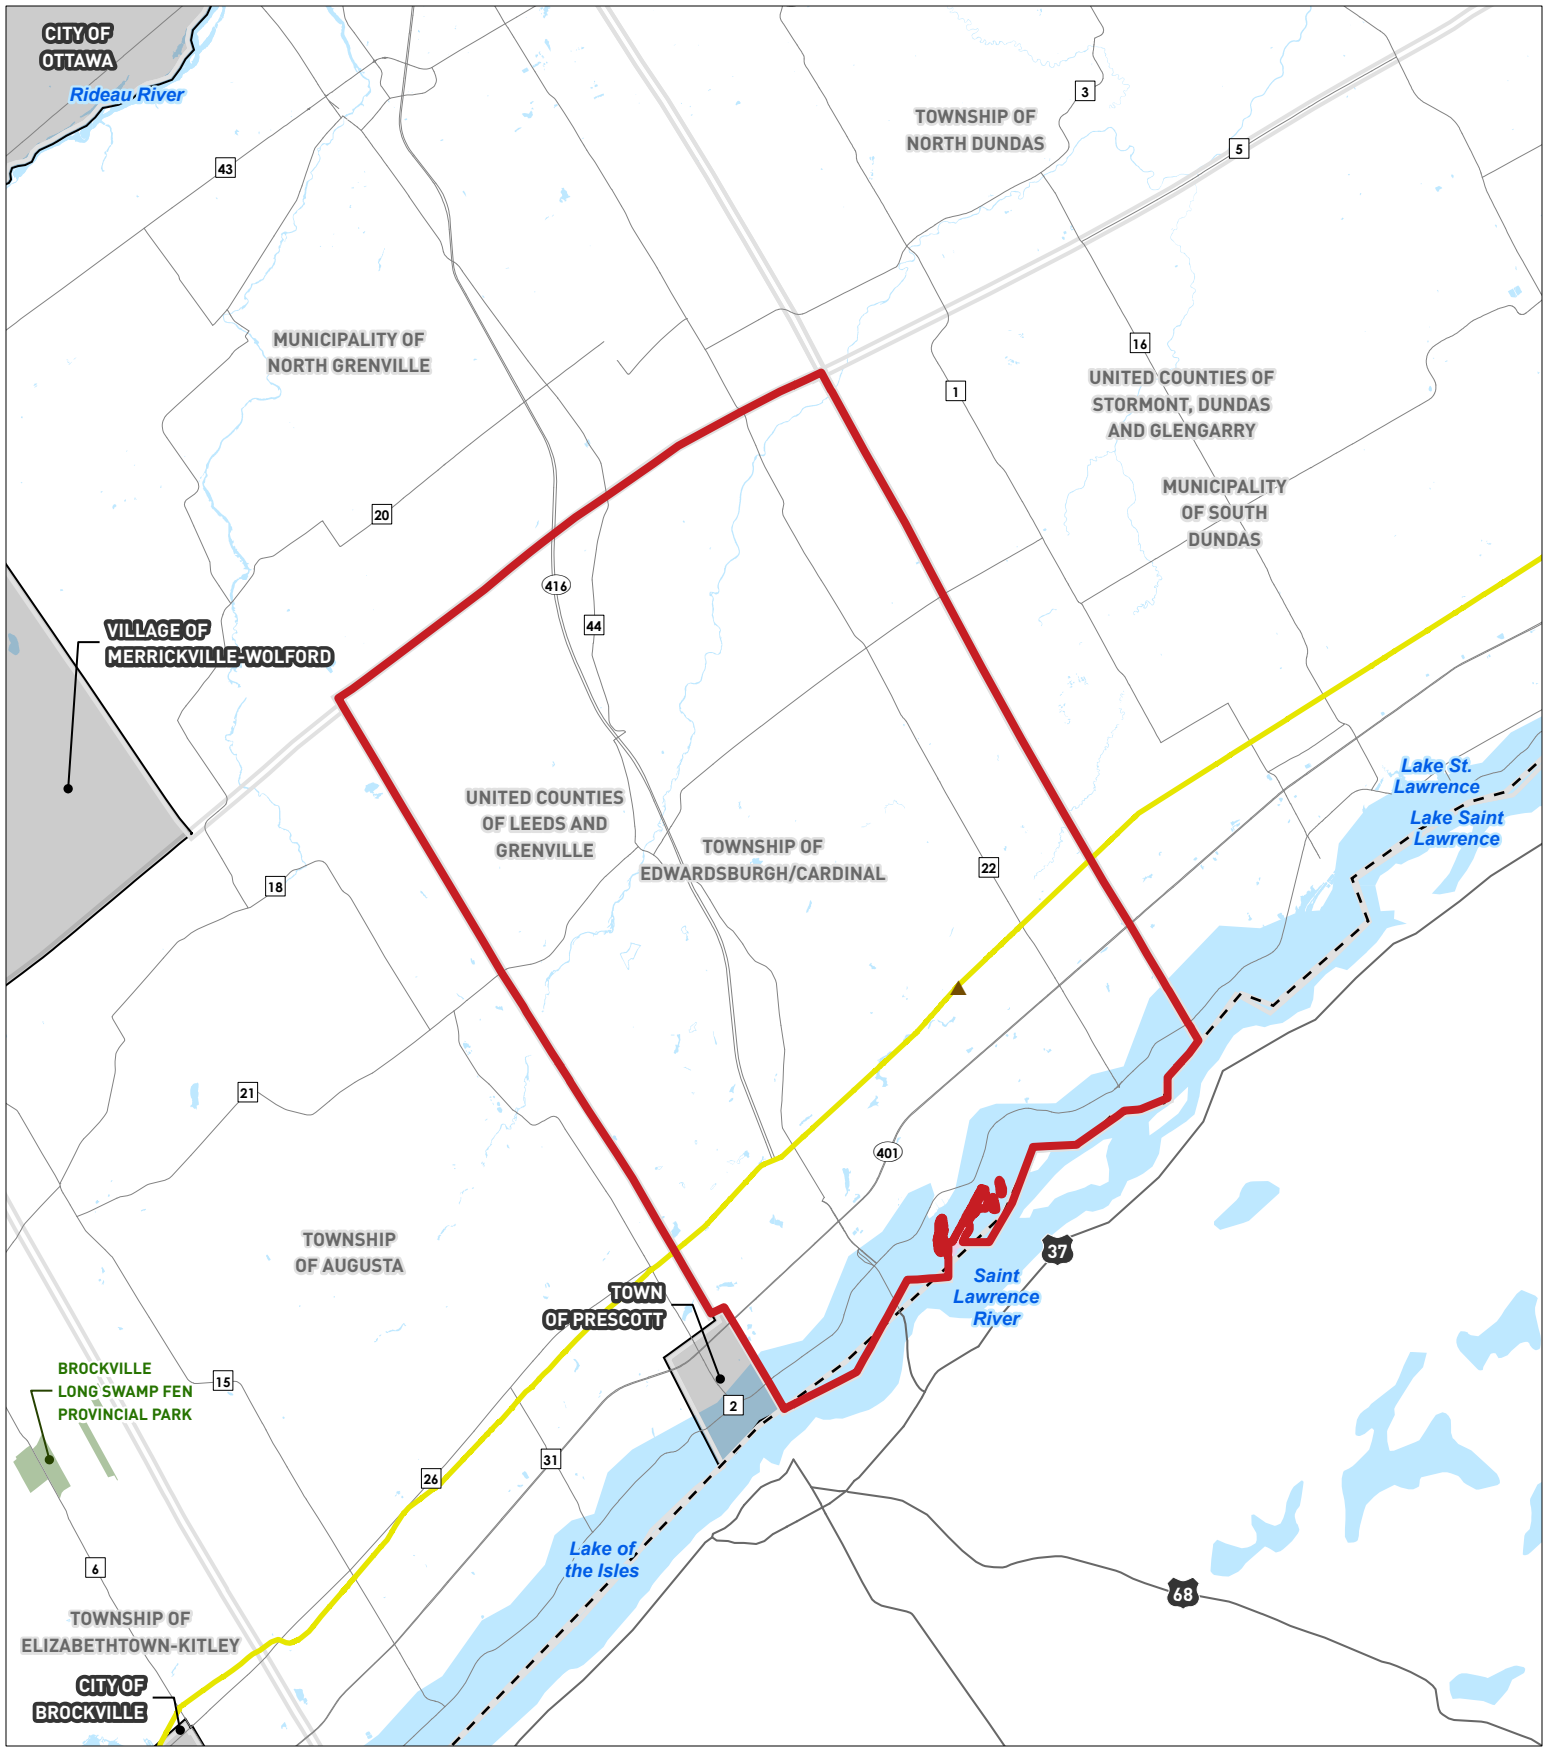 CITY OF
OTTAWA
Rideau River
3
TOWNSHIP OF
NORTH DUNDAS
5
43
MUNICIPALITY OF
NORTH GRENVILLE
16
1
UNITED COUNTIES OF
STORMONT, DUNDAS
AND GLENGARRY
MUNICIPALITY
OF SOUTH
DUNDAS
20
416
44
VILLAGE OF
MERRICKVILLE-WOLFORD
Lake St.
Lawrence
Lake Saint
Lawrence
UNITED COUNTIES
OF LEEDS AND
GRENVILLE
TOWNSHIP OF
EDWARDSBURGH/CARDINAL
22
18
21
401
TOWNSHIP
OF AUGUSTA
37
Saint
Lawrence
River
TOWN
OF PRESCOTT
BROCKVILLE
LONG SWAMP FEN
PROVINCIAL PARK
15
2
31
26
Lake of
the Isles
6
68
TOWNSHIP OF
ELIZABETHTOWN-KITLEY
CITY OF
BROCKVILLE